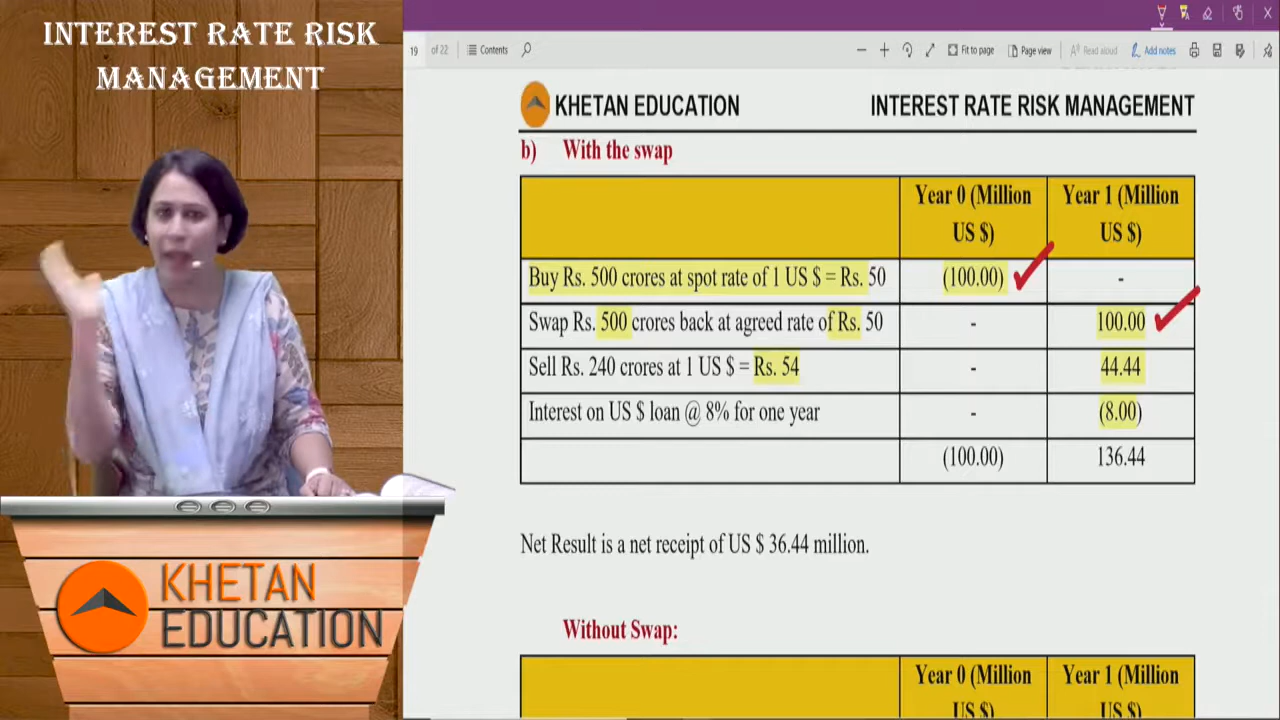 INTEREST RATE RISK
MANAGEMENT
19 of 22 Contents Fit to page Page view Read aloud Add notes
KHETAN EDUCATION INTEREST RATE RISK MANAGEMENT
b) With the swap
Year 0 (Million US $) Year 1 (Million US $)
Buy Rs. 500 crores at spot rate of 1 US $ = Rs. 50 (100.00) -
Swap Rs. 500 crores back at agreed rate of Rs. 50 - 100.00
Sell Rs. 240 crores at 1 US $ = Rs. 54 - 44.44
Interest on US $ loan @ 8% for one year - (8.00)
(100.00) 136.44
Net Result is a net receipt of US $ 36.44 million.
Without Swap:
Year 0 (Million US $) Year 1 (Million US $)
KHETAN
EDUCATION